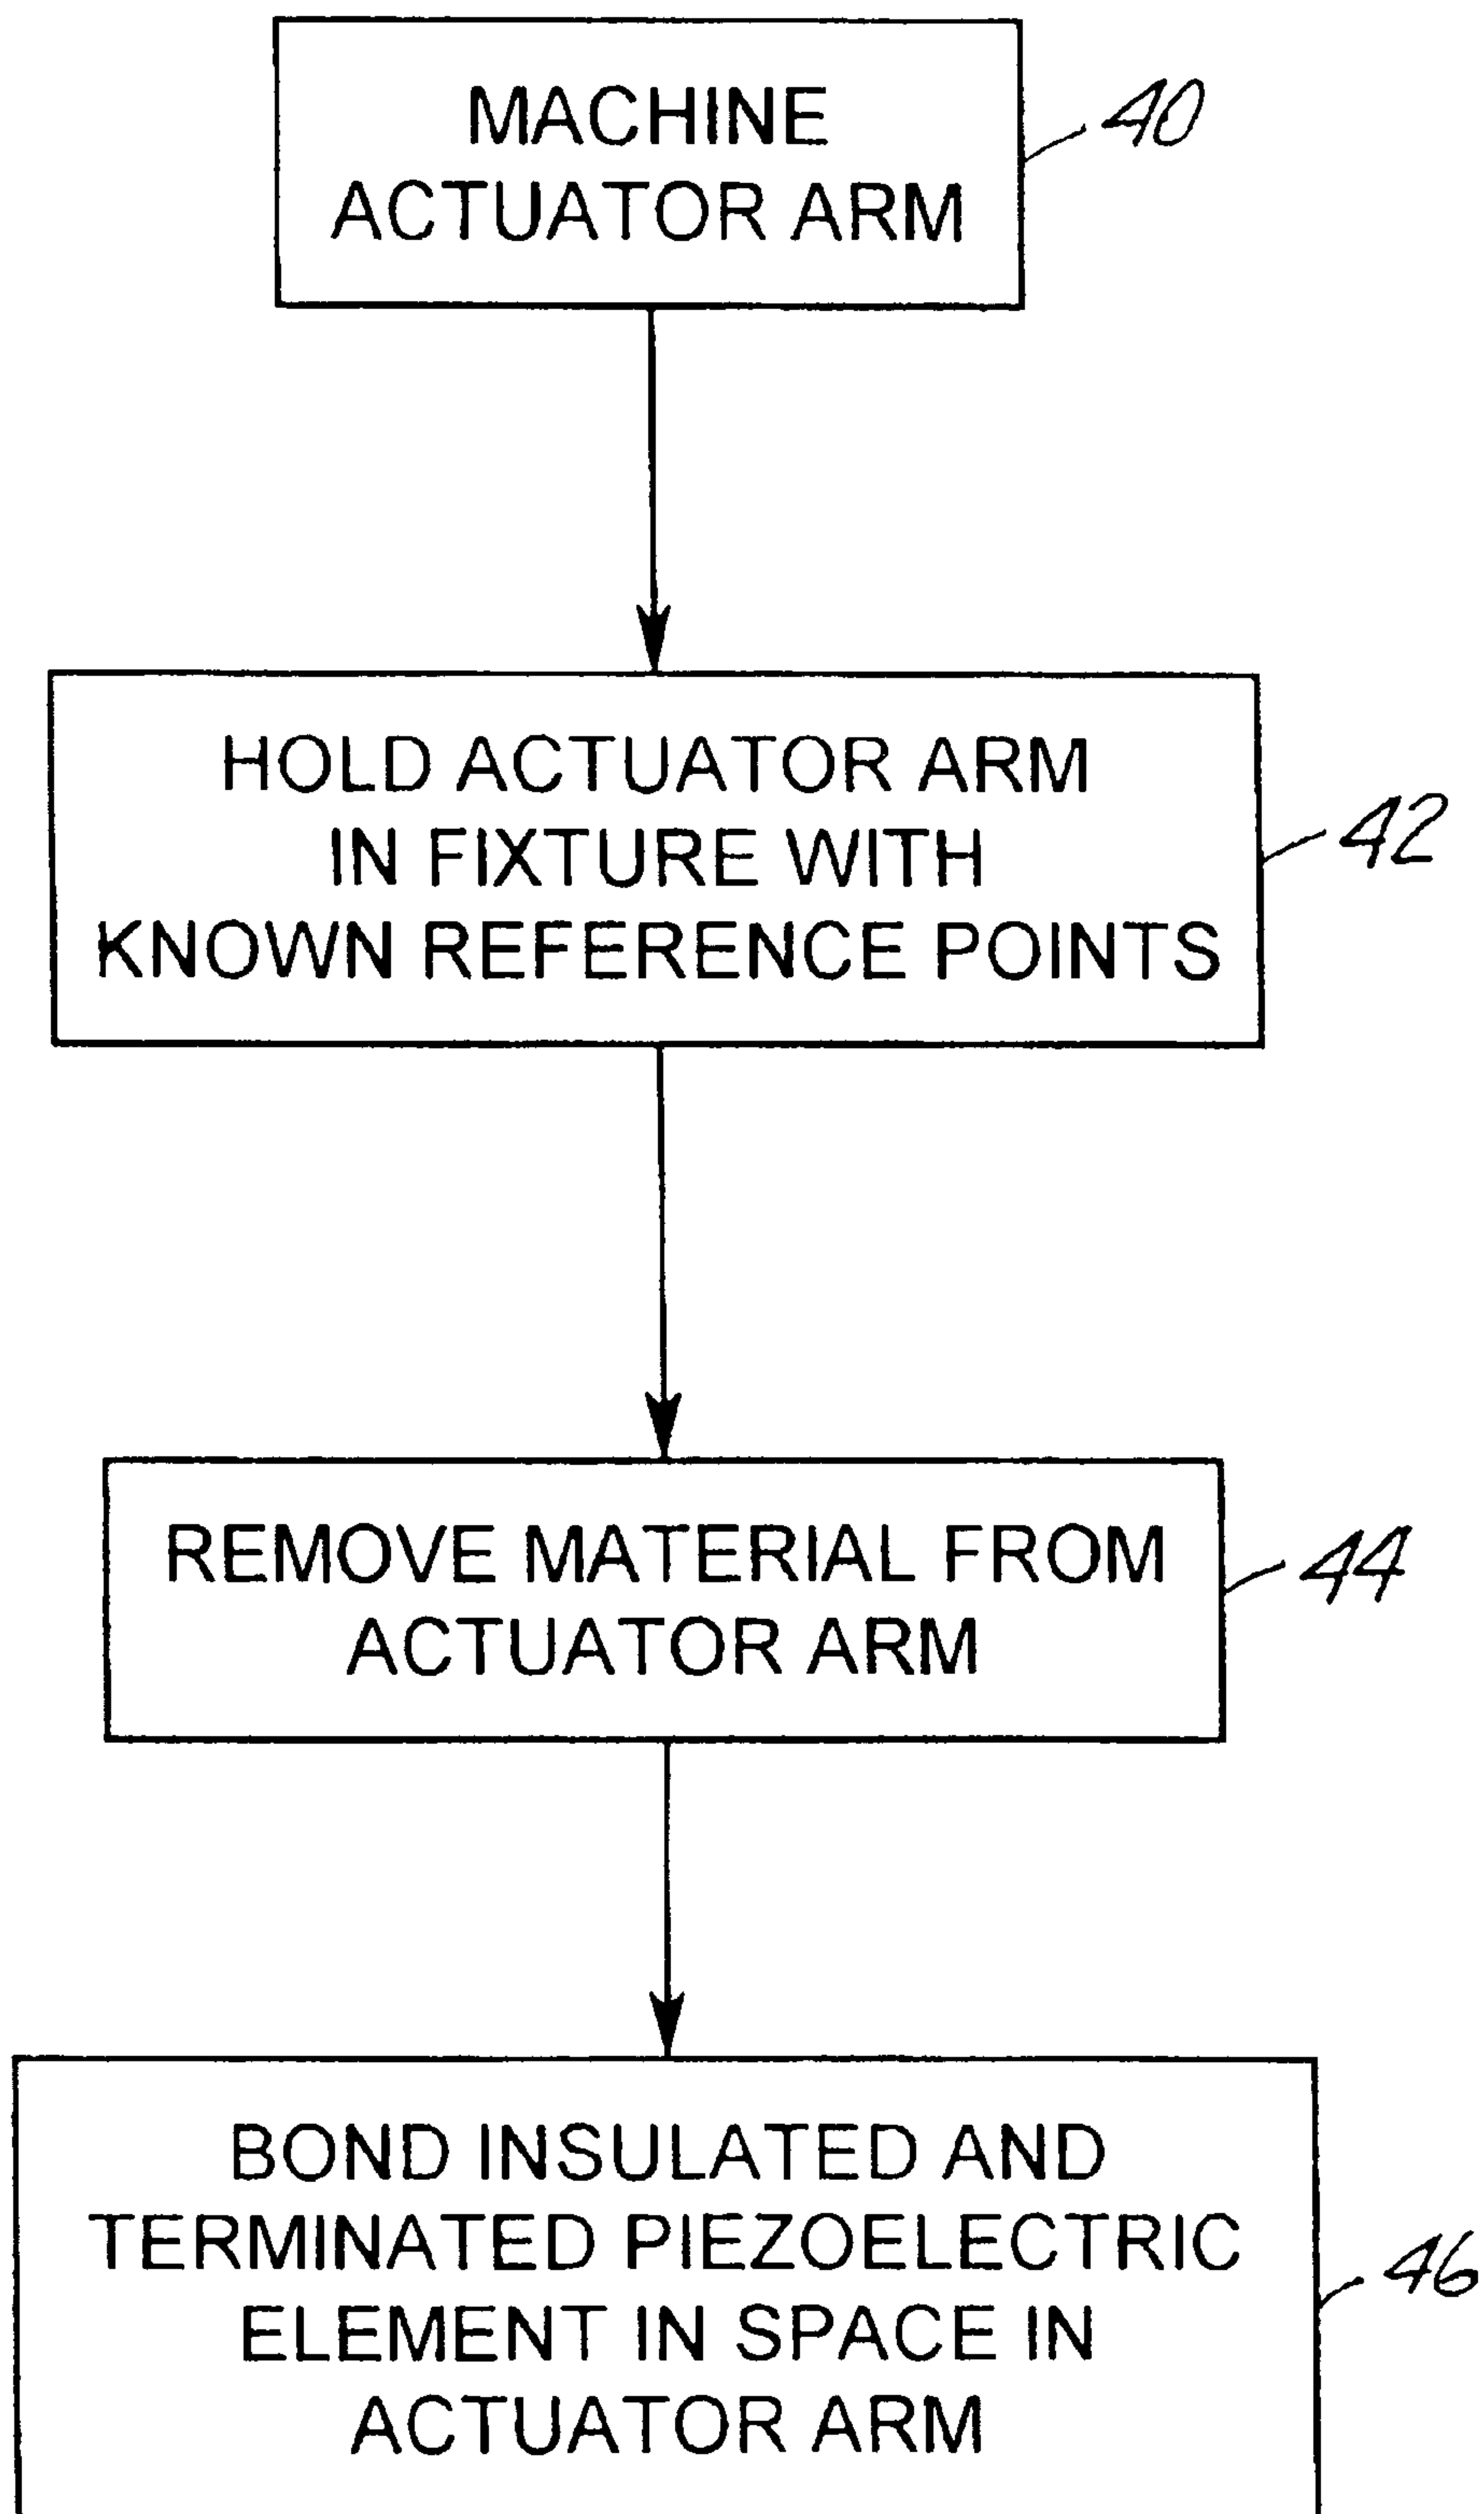 MACHINE
ACTUATOR ARM
40
HOLD ACTUATOR ARM
IN FIXTURE WITH
KNOWN REFERENCE POINTS
42
REMOVE MATERIAL FROM
ACTUATOR ARM
44
BOND INSULATED AND
TERMINATED PIEZOELECTRIC
ELEMENT IN SPACE IN
ACTUATOR ARM
46